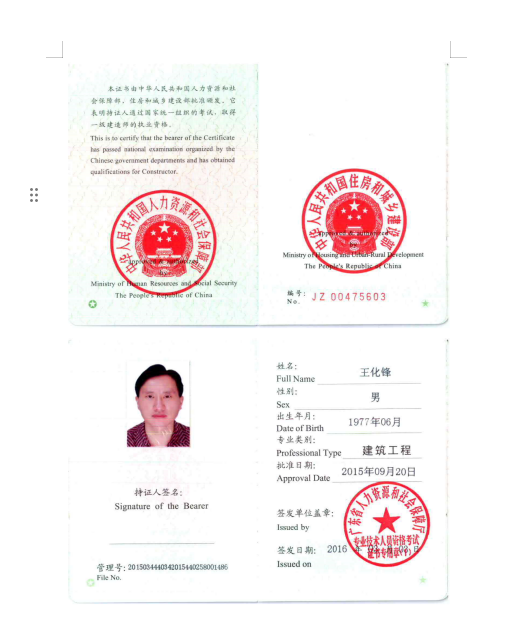 本证书由中华人民共和国人力资源和社
会保障部、住房和城乡建设部批准颁发。它
表明持证人通过国家统一组织的考试，取得
一级建造师的执业资格。
This is to certify that the bearer of the Certificate
has passed national examination organized by the
Chinese government departments and has obtained
qualifications for Constructor.
中华人民共和国人力资源和社会保障部
Approved & authorized
by
Ministry of Human Resources and Social Security
The People's Republic of China
中华人民共和国住房和城乡建设部
Approved & authorized
by
Ministry of Housing and Urban-Rural Development
The People's Republic of China
编号:
No. JZ 00475603
持证人签名:
Signature of the Bearer
管理号: 2015034440342015440258001486
File No.
姓名:
Full Name 王化锋
性别:
Sex 男
出生年月:
Date of Birth 1977年06月
专业类别:
Professional Type 建筑工程
批准日期:
Approval Date 2015年09月20日
签发单位盖章:
Issued by
广东省人力资源和社会保障厅
专业技术人员资格考试
证书专用章
签发日期: 2016 年 月 日
Issued on